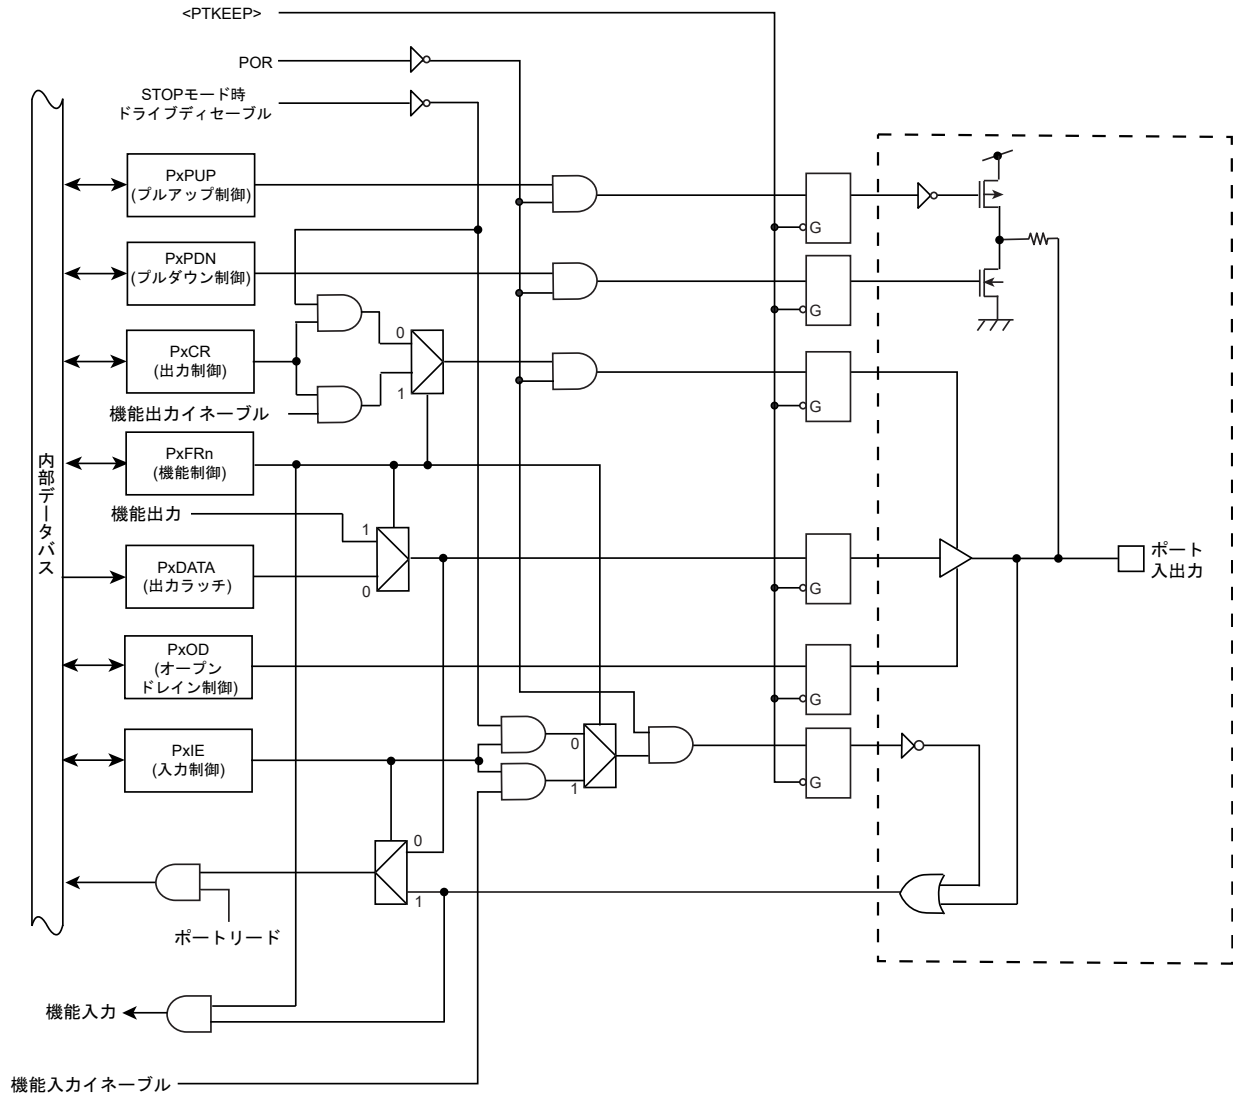 <PTKEEP>
POR
STOPモード時
ドライブディセーブル
PxPUP
(プルアップ制御)
G
PxPDN
(プルダウン制御)
G
PxCR
(出力制御)
0
1
G
機能出力イネーブル
PxFRn
(機能制御)
内部データバス
機能出力
1
0
PxDATA
(出力ラッチ)
G
ポート
入出力
PxOD
(オープン
ドレイン制御)
G
PxIE
(入力制御)
0
1
G
0
1
ポートリード
機能入力
機能入力イネーブル